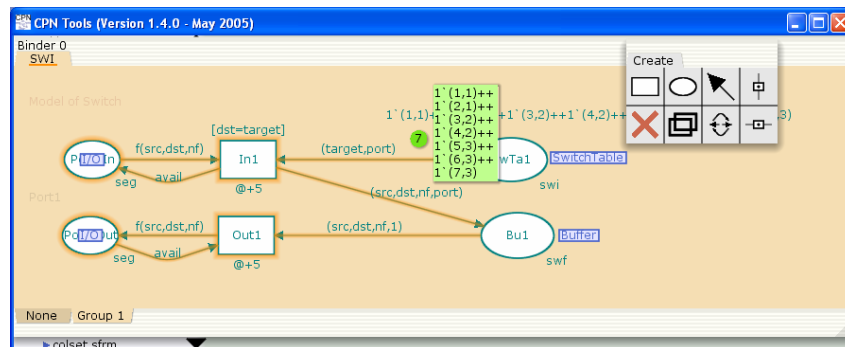 CPN Tools (Version 1.4.0 - May 2005)
Binder 0
SWI
Create
Model of Switch
1`(1,1)++
1`(2,1)++
1`(3,2)++
1`(4,2)++
1`(5,3)++
1`(6,3)++
1`(7,3)
7
1`(1,1)+
+1`(3,2)++1`(4,2)++
,3)
[dst=target]
I/O
In
f(src,dst,nf)
In1
(target,port)
wTa1
SwitchTable
seg
avail
@+5
swi
Port1
(src,dst,nf,port)
I/O
f(src,dst,nf)
Out1
(src,dst,nf,1)
Bu1
Buffer
seg
avail
@+5
swf
None
Group 1
colset sfrm